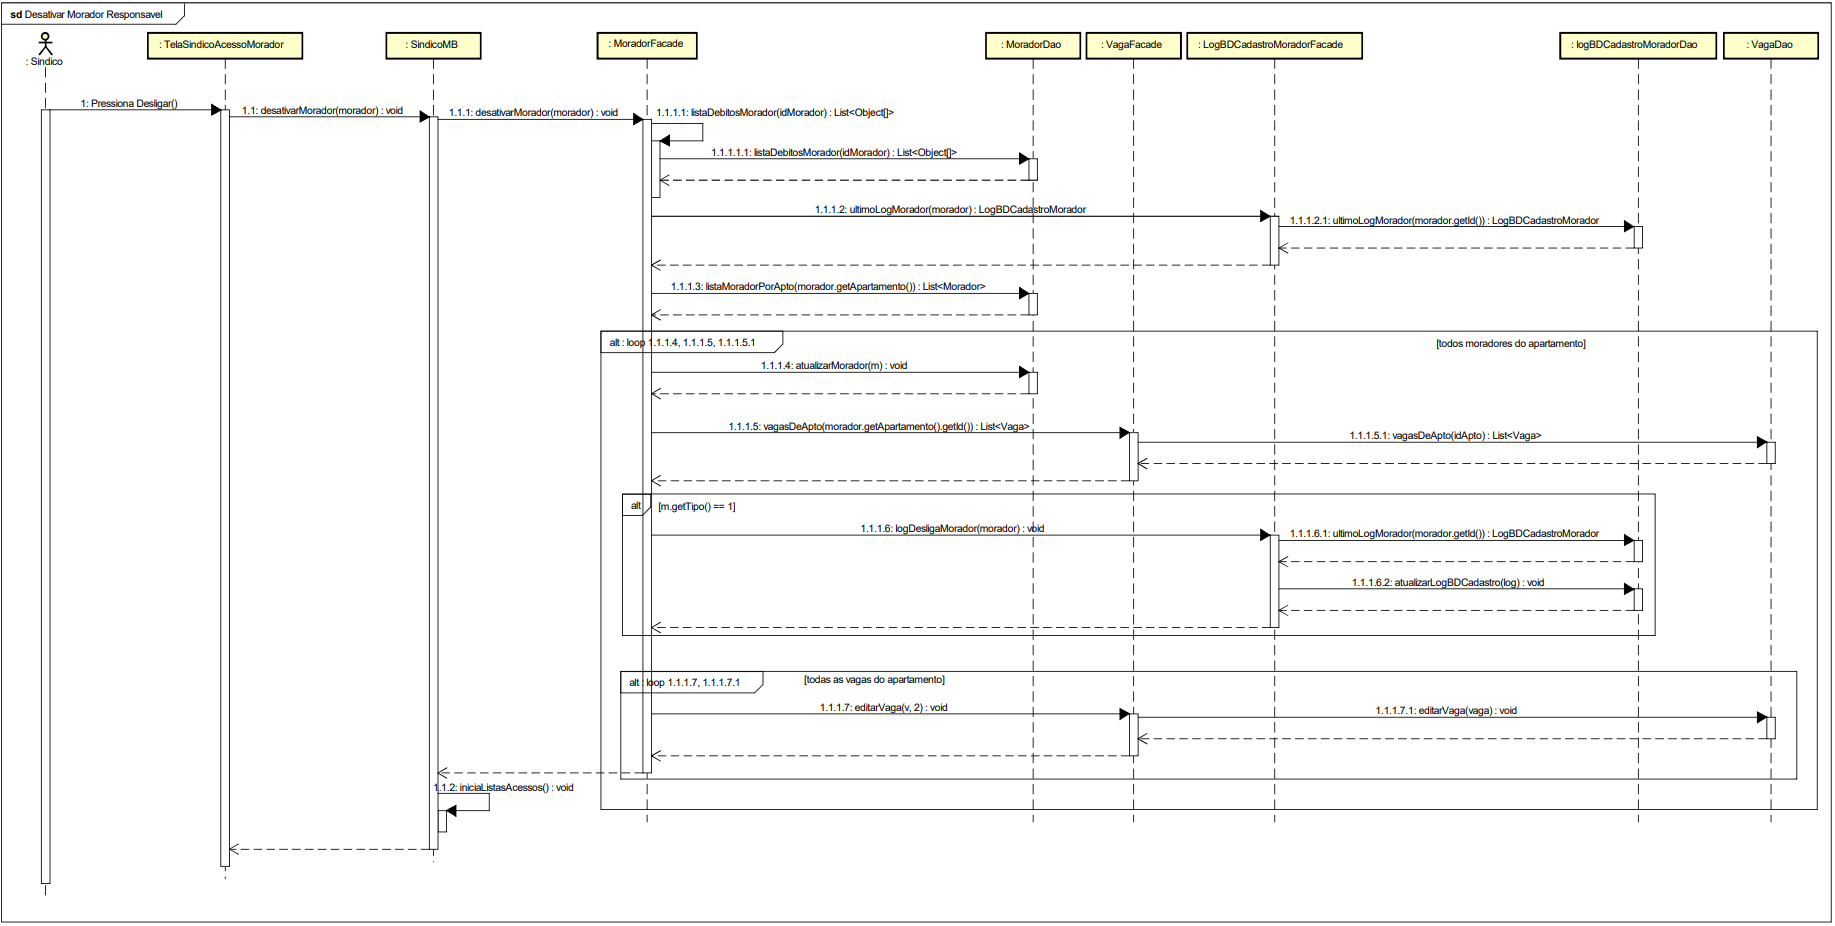 sd Desativar Morador Responsavel
: Sindico
: TelaSindicoAcessoMorador
: SindicoMB
: MoradorFacade
: MoradorDao
: VagaFacade
: LogBDCadastroMoradorFacade
: logBDCadastroMoradorDao
: VagaDao
1: Pressiona Desligar()
1.1: desativarMorador(morador) : void
1.1.1: desativarMorador(morador) : void
1.1.1.1: listaDebitosMorador(idMorador) : List<Object[]>
1.1.1.1.1: listaDebitosMorador(idMorador) : List<Object[]>
1.1.1.2: ultimoLogMorador(morador) : LogBDCadastroMorador
1.1.1.2.1: ultimoLogMorador(morador.getId()) : LogBDCadastroMorador
1.1.1.3: listaMoradorPorApto(morador.getApartamento()) : List<Morador>
alt : loop 1.1.1.4, 1.1.1.5, 1.1.1.5.1
[todos moradores do apartamento]
1.1.1.4: atualizarMorador(m) : void
1.1.1.5: vagasDeApto(morador.getApartamento().getId()) : List<Vaga>
1.1.1.5.1: vagasDeApto(idApto) : List<Vaga>
alt
[m.getTipo() == 1]
1.1.1.6: logDesligaMorador(morador) : void
1.1.1.6.1: ultimoLogMorador(morador.getId()) : LogBDCadastroMorador
1.1.1.6.2: atualizarLogBDCadastro(log) : void
alt : loop 1.1.1.7, 1.1.1.7.1
[todas as vagas do apartamento]
1.1.1.7: editarVaga(v, 2) : void
1.1.1.7.1: editarVaga(vaga) : void
1.1.2: iniciaListasAcessos() : void